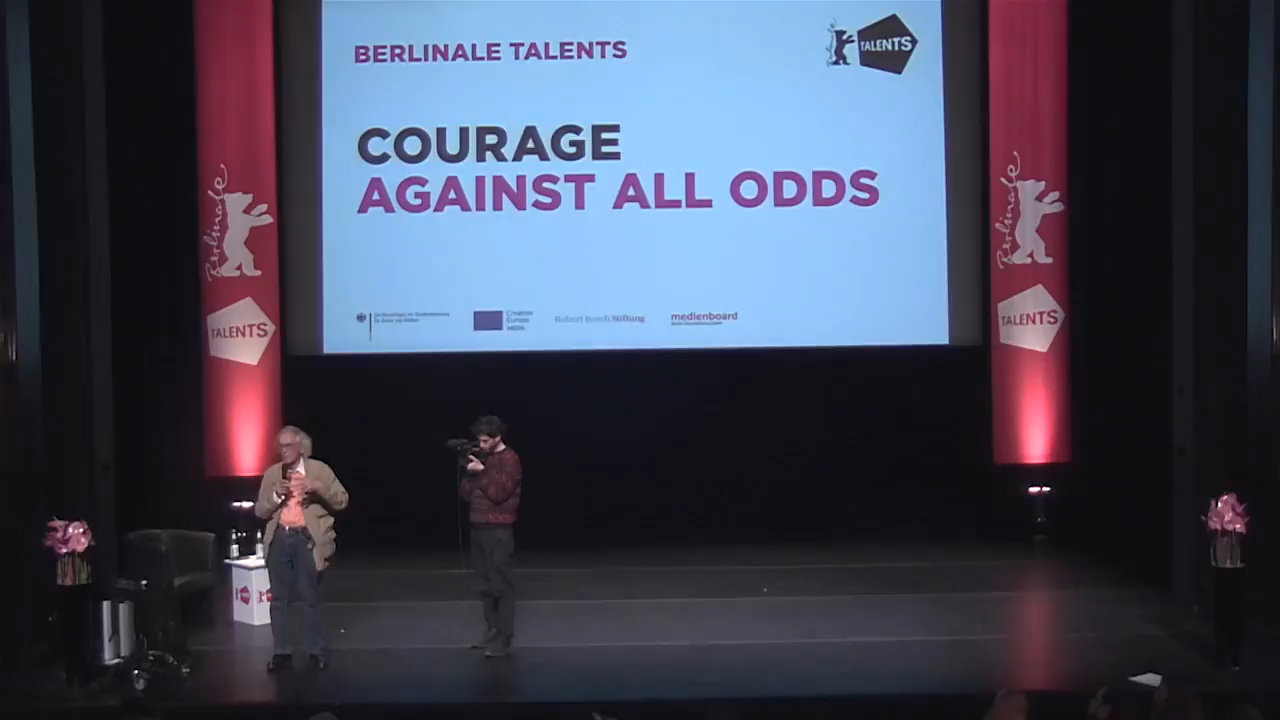 BERLINALE TALENTS
TALENTS
COURAGE
AGAINST ALL ODDS
Creative
Europe
MEDIA
Robert Bosch Stiftung
medienboard
Berlinale
TALENTS
Berlinale
TALENTS